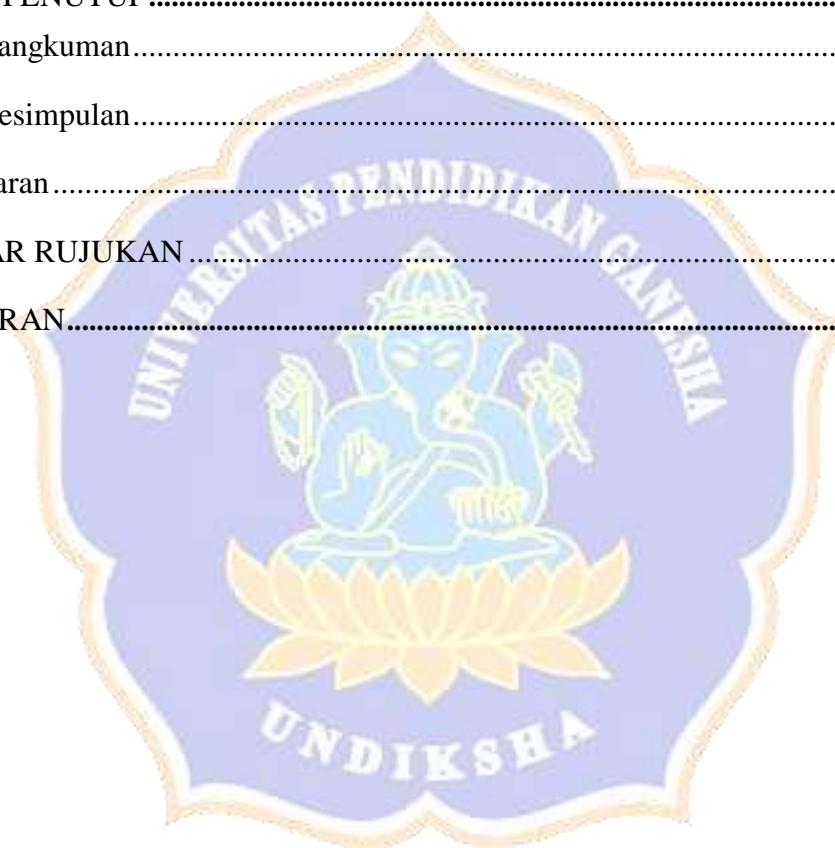 PENUTUP ..........................................................................................
angkuman ..........................................................................................
esimpulan ..........................................................................................
aran ..........................................................................................
AR RUJUKAN ..........................................................................................
RAN ..........................................................................................
UNIVERSITAS PENDIDIKAN GANESHA
UNDIKSHA